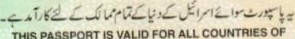 یہ پاسپورٹ سوائے اسرائیل کے دنیا کے تمام ممالک کے لئے کارآمد ہے۔
THIS PASSPORT IS VALID FOR ALL COUNTRIES OF